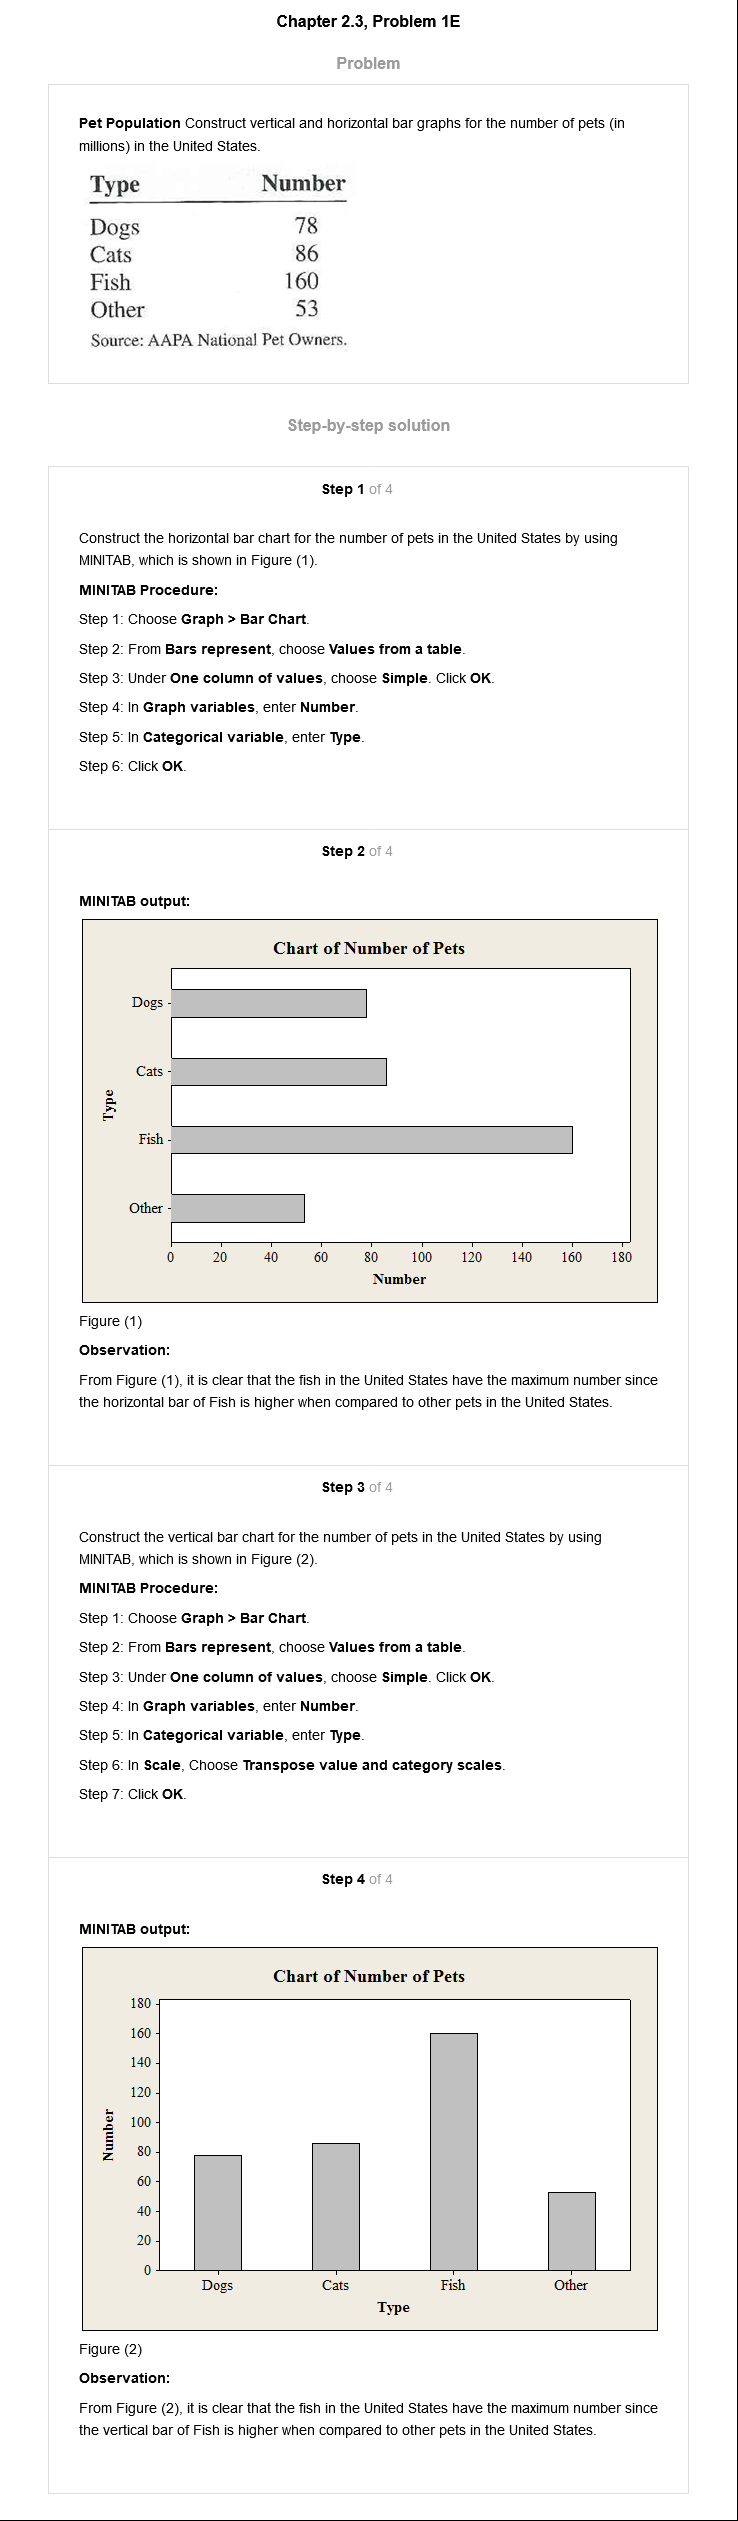 Chapter 2.3, Problem 1E
Problem
Pet Population Construct vertical and horizontal bar graphs for the number of pets (in
millions) in the United States.
Type Number
Dogs 78
Cats 86
Fish 160
Other 53
Source: AAPA National Pet Owners.
Step-by-step solution
Step 1 of 4
Construct the horizontal bar chart for the number of pets in the United States by using
MINITAB, which is shown in Figure (1).
MINITAB Procedure:
Step 1: Choose Graph > Bar Chart.
Step 2: From Bars represent, choose Values from a table.
Step 3: Under One column of values, choose Simple. Click OK.
Step 4: In Graph variables, enter Number.
Step 5: In Categorical variable, enter Type.
Step 6: Click OK.
Step 2 of 4
MINITAB output:
Chart of Number of Pets
Dogs
Cats
Type
Fish
Other
0 20 40 60 80 100 120 140 160 180
Number
Figure (1)
Observation:
From Figure (1), it is clear that the fish in the United States have the maximum number since
the horizontal bar of Fish is higher when compared to other pets in the United States.
Step 3 of 4
Construct the vertical bar chart for the number of pets in the United States by using
MINITAB, which is shown in Figure (2).
MINITAB Procedure:
Step 1: Choose Graph > Bar Chart.
Step 2: From Bars represent, choose Values from a table.
Step 3: Under One column of values, choose Simple. Click OK.
Step 4: In Graph variables, enter Number.
Step 5: In Categorical variable, enter Type.
Step 6: In Scale, Choose Transpose value and category scales.
Step 7: Click OK.
Step 4 of 4
MINITAB output:
Chart of Number of Pets
180
160
140
120
100
Number
80
60
40
20
0
Dogs Cats Fish Other
Type
Figure (2)
Observation:
From Figure (2), it is clear that the fish in the United States have the maximum number since
the vertical bar of Fish is higher when compared to other pets in the United States.